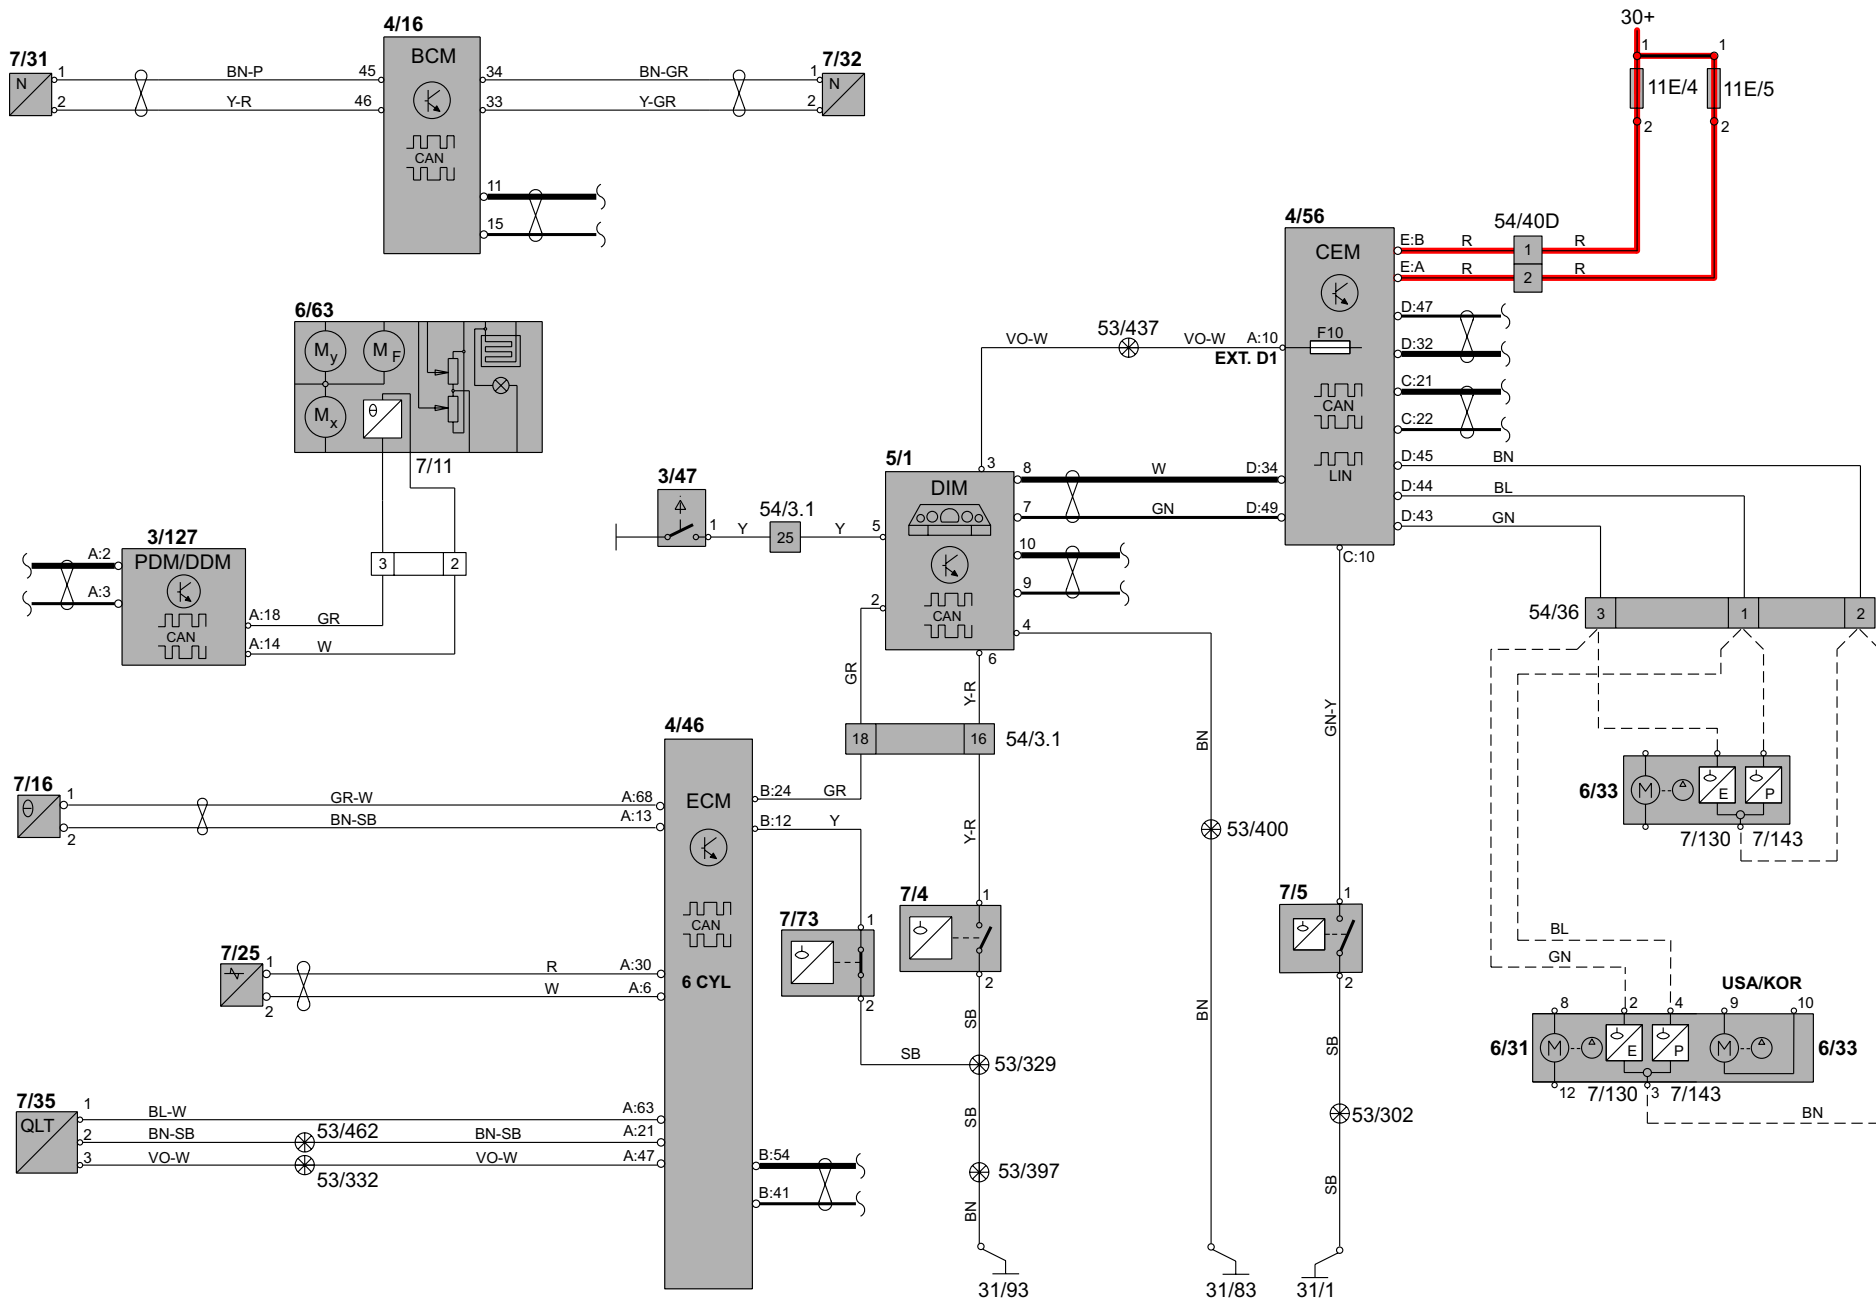 30+
4/16
7/31
BCM
7/32
N
1
BN-P
45
34
BN-GR
1
N
2
Y-R
46
33
Y-GR
2
CAN
11
15
1
1
11E/4
11E/5
2
2
4/56
54/40D
CEM
E:B
R
1
R
E:A
R
2
R
6/63
My
MF
Mx
θ
7/11
D:47
53/437
VO-W
VO-W
A:10
F10
EXT. D1
D:32
C:21
CAN
C:22
LIN
D:45
BN
D:44
BL
D:43
GN
C:10
3/47
5/1
3
DIM
8
W
D:34
7
GN
D:49
54/3.1
1
Y
25
Y
5
10
9
CAN
2
4
6
3/127
PDM/DDM
A:2
A:3
CAN
A:18
GR
A:14
W
3
2
54/36
3
1
2
GR
Y-R
BN
GN-Y
4/46
18
16
54/3.1
7/16
θ
1
GR-W
A:68
2
BN-SB
A:13
ECM
B:24
GR
B:12
Y
CAN
6 CYL
Y-R
53/400
6/33
M
E
P
7/130
7/143
7/4
1
2
7/73
1
2
7/5
1
2
7/25
1
R
A:30
2
W
A:6
BL
GN
USA/KOR
SB
BN
SB
SB
53/329
8
2
4
9
10
6/31
M
E
P
M
6/33
12
7/130
3
7/143
BN
7/35
QLT
1
BL-W
A:63
2
BN-SB
53/462
BN-SB
A:21
3
VO-W
53/332
VO-W
A:47
B:54
B:41
SB
53/397
BN
53/302
SB
31/93
31/83
31/1